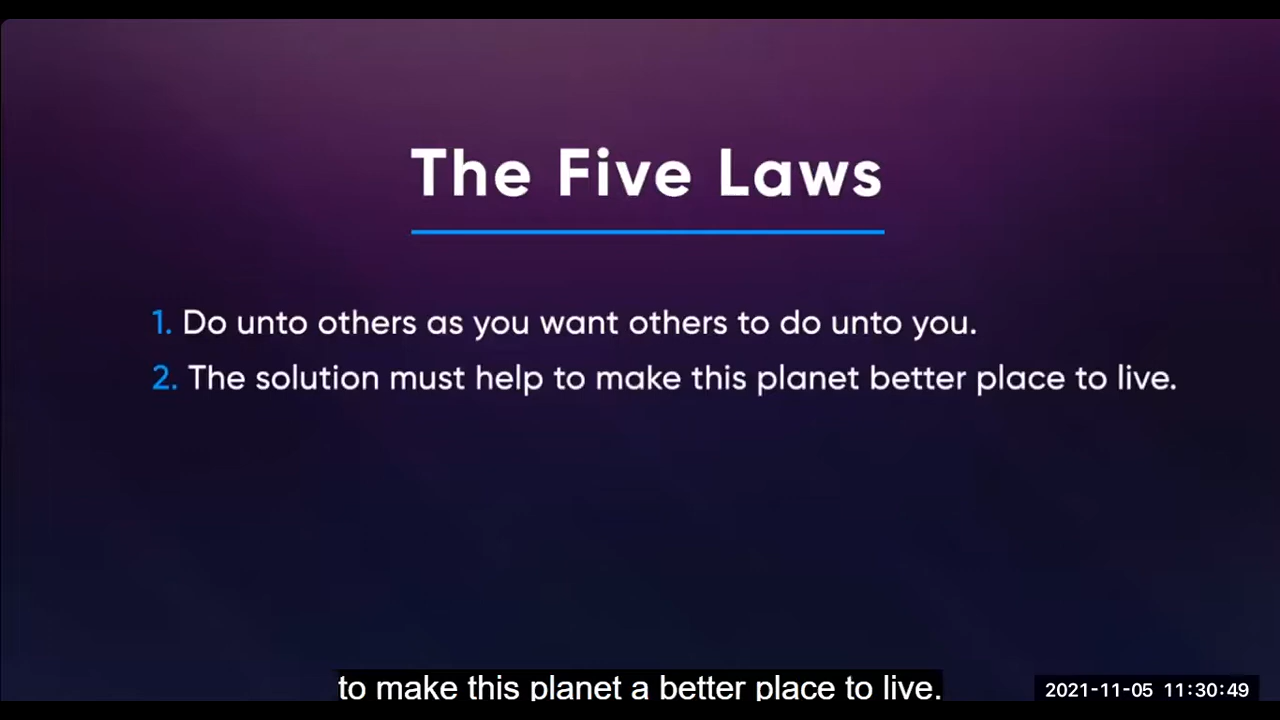 The Five Laws
1. Do unto others as you want others to do unto you.
2. The solution must help to make this planet better place to live.
to make this planet a better place to live.
2021-11-05 11:30:49